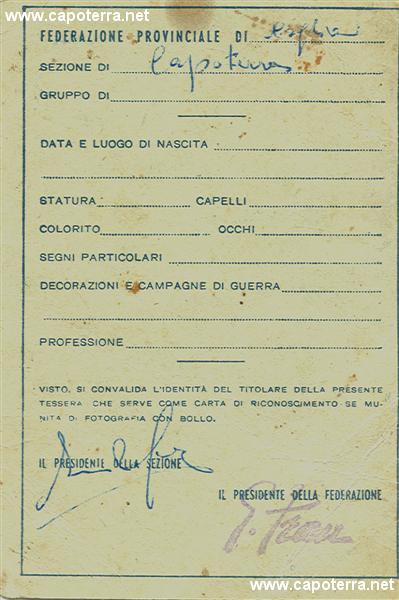 www.capoterra.net www.capoterra.net
FEDERAZIONE PROVINCIALE DI
SEZIONE DI Capoterra
GRUPPO DI
DATA E LUOGO DI NASCITA
STATURA CAPELLI
COLORITO OCCHI
SEGNI PARTICOLARI
DECORAZIONI E CAMPAGNE DI GUERRA
PROFESSIONE
VISTO, SI CONVALIDA L'IDENTITÀ DEL TITOLARE DELLA PRESENTE
TESSERA CHE SERVE COME CARTA DI RICONOSCIMENTO SE MU-
NITA DI FOTOGRAFIA CON BOLLO.
IL PRESIDENTE DELLA SEZIONE
IL PRESIDENTE DELLA FEDERAZIONE
www.capoterra.net